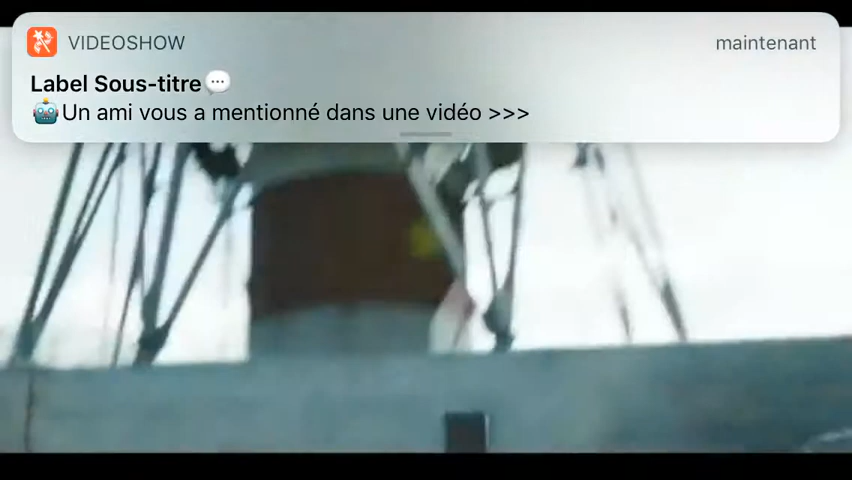 VIDEOSHOW
maintenant
Label Sous-titre💬
🤖Un ami vous a mentionné dans une vidéo >>>